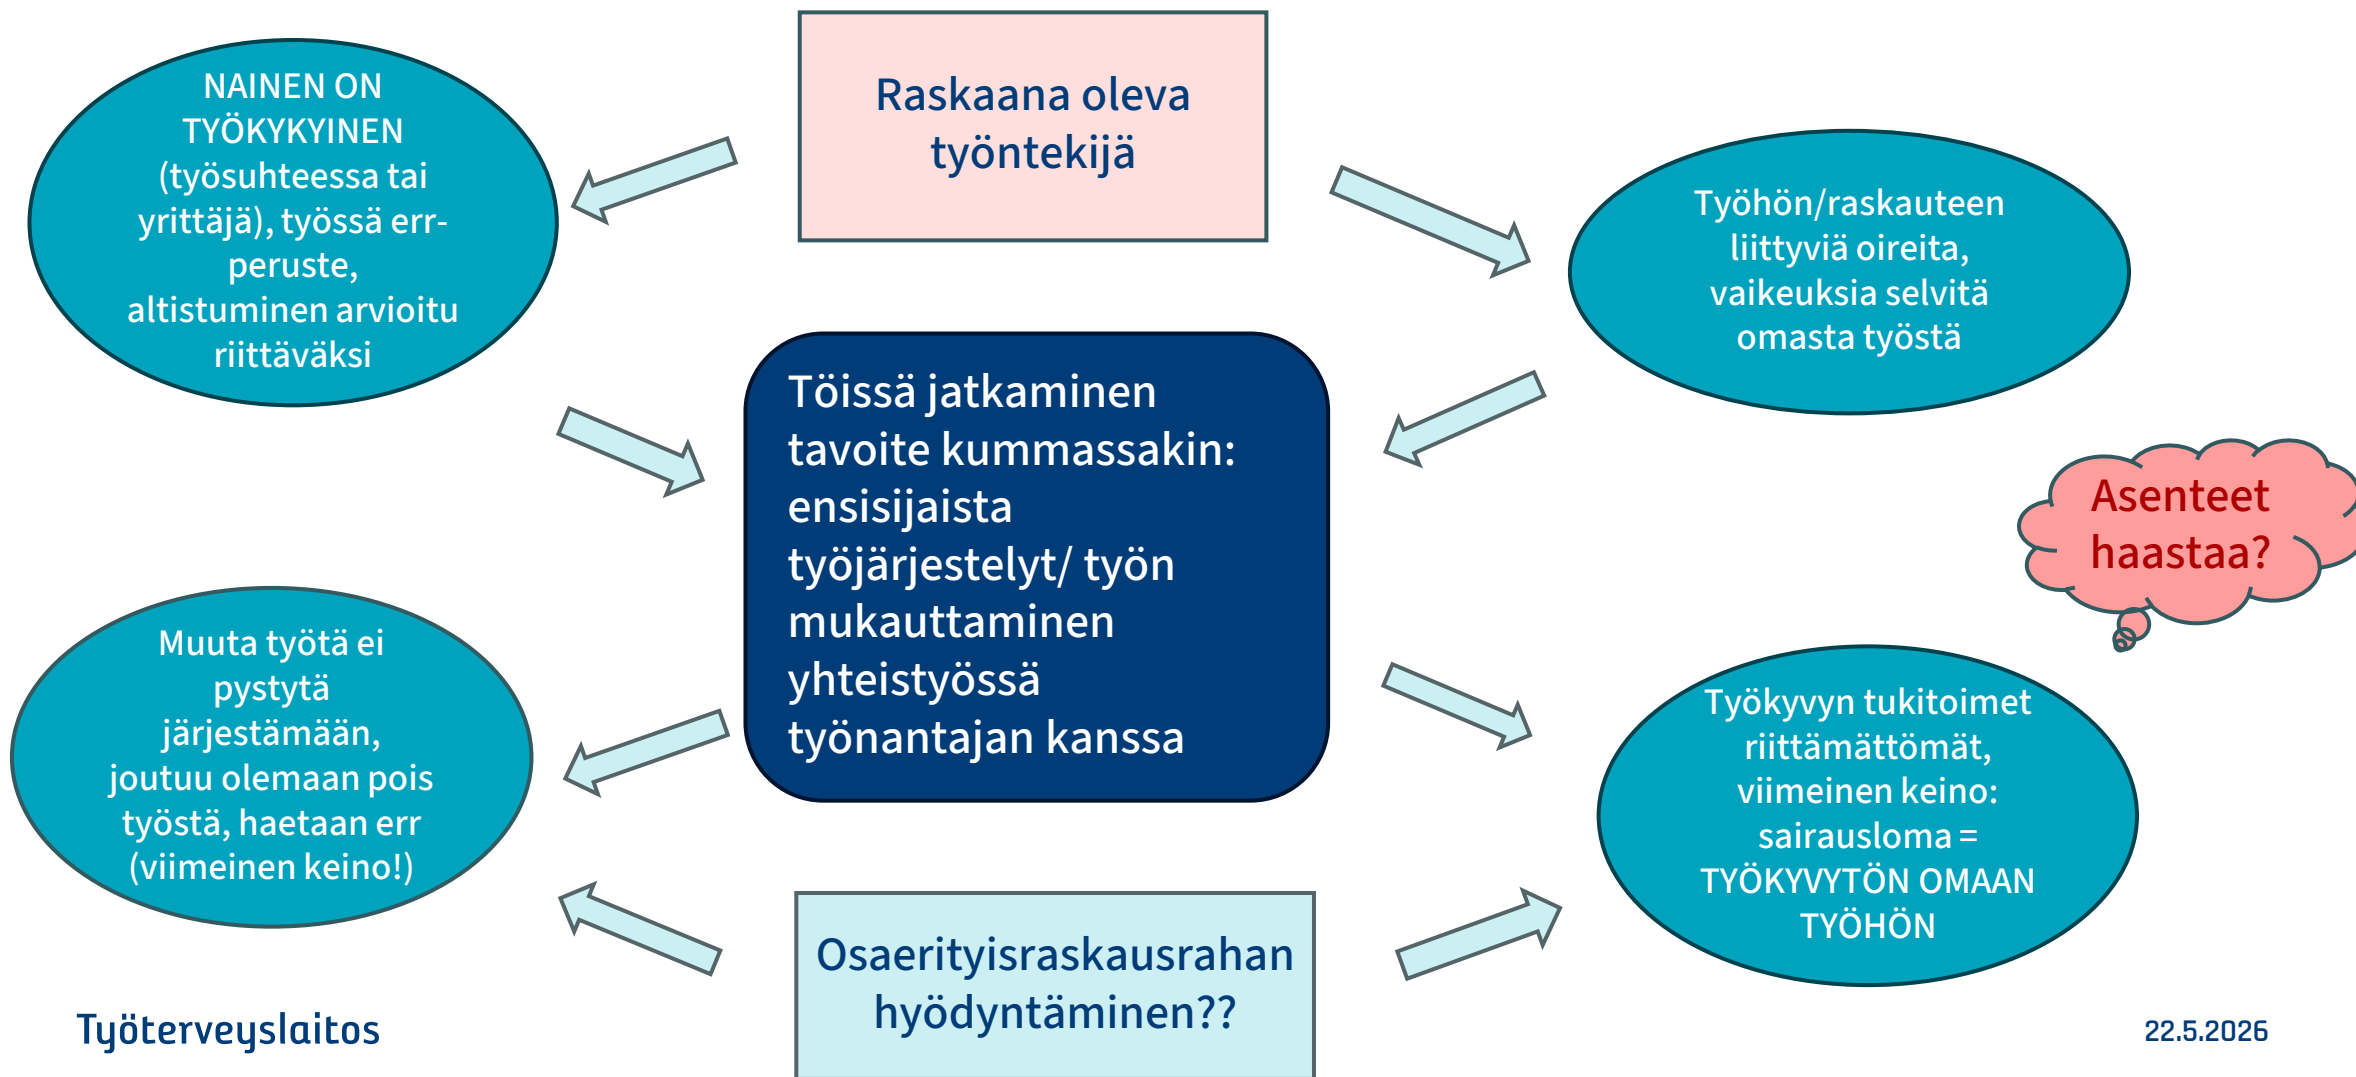 Raskaana oleva
työntekijä
NAINEN ON
TYÖKYKYINEN
(työsuhteessa tai
yrittäjä), työssä err-
peruste,
altistuminen arvioitu
riittäväksi
Työhön/raskauteen
liittyviä oireita,
vaikeuksia selvitä
omasta työstä
Töissä jatkaminen
tavoite kummassakin:
ensisijaista
työjärjestelyt/ työn
mukauttaminen
yhteistyössä
työnantajan kanssa
Asenteet
haastaa?
Muuta työtä ei
pystytä
järjestämään,
joutuu olemaan pois
työstä, haetaan err
(viimeinen keino!)
Työkyvyn tukitoimet
riittämättömät,
viimeinen keino:
sairausloma =
TYÖKYVYTÖN OMAAN
TYÖHÖN
Osaerityisraskausrahan
hyödyntäminen??
Työterveyslaitos
22.5.2026